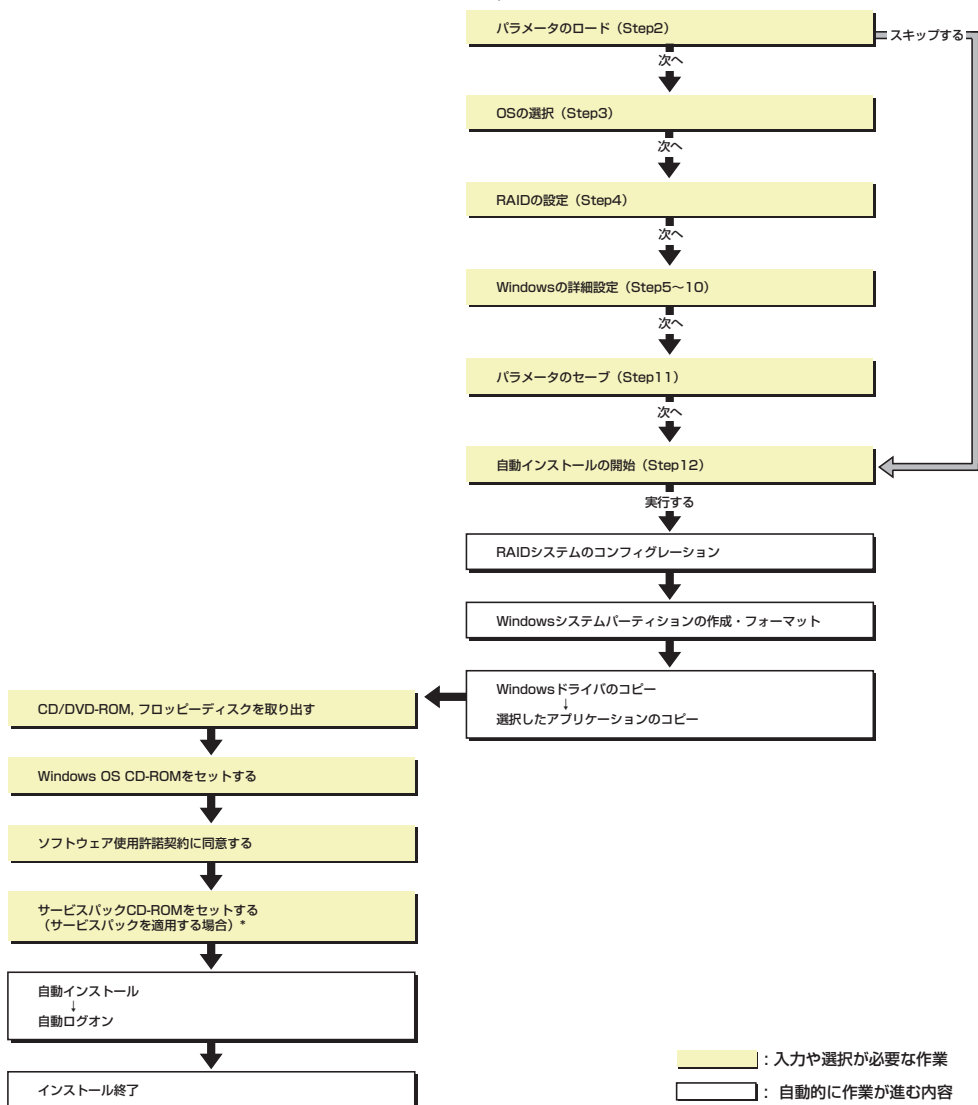 パラメータのロード（Step2）
スキップする
次へ
OSの選択（Step3）
次へ
RAIDの設定（Step4）
次へ
Windowsの詳細設定（Step5～10）
次へ
パラメータのセーブ（Step11）
次へ
自動インストールの開始（Step12）
実行する
RAIDシステムのコンフィグレーション
Windowsシステムパーティションの作成・フォーマット
Windowsドライバのコピー
↓
選択したアプリケーションのコピー
CD/DVD-ROM, フロッピーディスクを取り出す
Windows OS CD-ROMをセットする
ソフトウェア使用許諾契約に同意する
サービスパックCD-ROMをセットする
（サービスパックを適用する場合）*
自動インストール
↓
自動ログオン
インストール終了
：入力や選択が必要な作業
：自動的に作業が進む内容